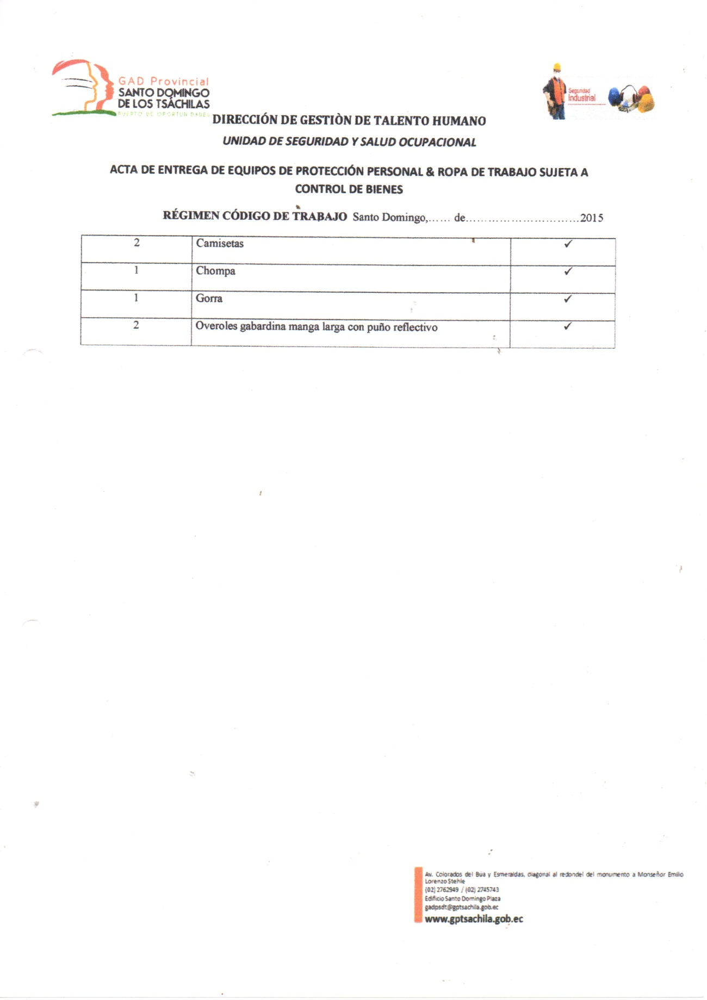 GAD Provincial
SANTO DOMINGO
DE LOS TSÁCHILAS
PUERTO DE OPORTUNIDADES
Seguridad
Industrial
DIRECCIÓN DE GESTIÒN DE TALENTO HUMANO
UNIDAD DE SEGURIDAD Y SALUD OCUPACIONAL
ACTA DE ENTREGA DE EQUIPOS DE PROTECCIÓN PERSONAL & ROPA DE TRABAJO SUJETA A
CONTROL DE BIENES
RÉGIMEN CÓDIGO DE TRABAJO Santo Domingo,...... de..............................2015
2 Camisetas ✓
1 Chompa ✓
1 Gorra ✓
2 Overoles gabardina manga larga con puño reflectivo ✓
Av. Colorados del Búa y Esmeraldas, diagonal al redondel del monumento a Monseñor Emilio
Lorenzo Stehle
(02) 2762949 / (02) 2745743
Edificio Santo Domingo Plaza
gadpsdt@gptsachila.gob.ec
www.gptsachila.gob.ec